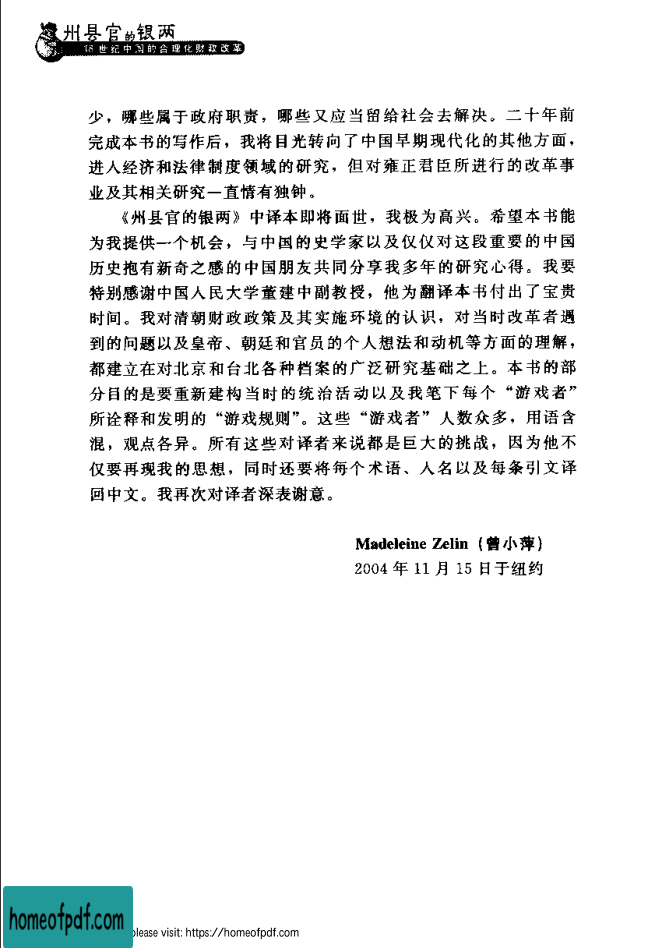 州县官的银两
18世纪中国的合理化财政改革
少，哪些属于政府职责，哪些又应当留给社会去解决。二十年前
完成本书的写作后，我将目光转向了中国早期现代化的其他方面，
进入经济和法律制度领域的研究，但对雍正君臣所进行的改革事
业及其相关研究一直情有独钟。
《州县官的银两》中译本即将面世，我极为高兴。希望本书能
为我提供一个机会，与中国的史学家以及仅仅对这段重要的中国
历史抱有新奇之感的中国朋友共同分享我多年的研究心得。我要
特别感谢中国人民大学董建中副教授，他为翻译本书付出了宝贵
时间。我对清朝财政政策及其实施环境的认识，对当时改革者遇
到的问题以及皇帝、朝廷和官员的个人想法和动机等方面的理解，
都建立在对北京和台北各种档案的广泛研究基础之上。本书的部
分目的是要重新建构当时的统治活动以及我笔下每个“游戏者”
所诠释和发明的“游戏规则”。这些“游戏者”人数众多，用语含
混，观点各异。所有这些对译者来说都是巨大的挑战，因为他不
仅要再现我的思想，同时还要将每个术语、人名以及每条引文译
回中文。我再次对译者深表谢意。
Madeleine Zelin（曾小萍）
2004 年 11 月 15 日于纽约
homeofpdf.com
please visit: https://homeofpdf.com